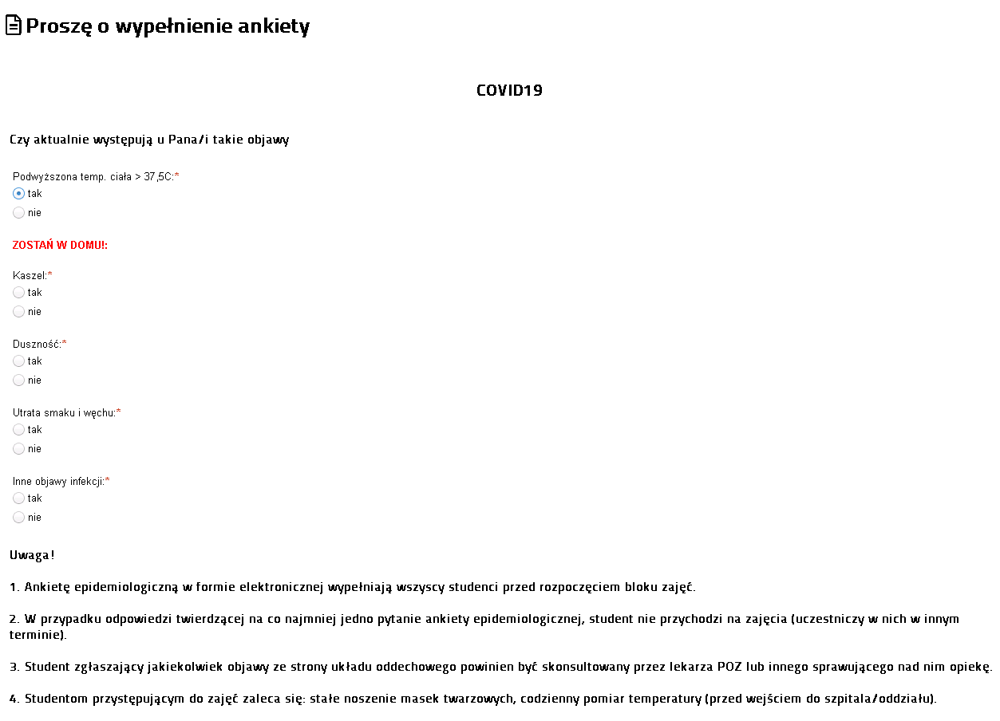 Proszę o wypełnienie ankiety
COVID19
Czy aktualnie występują u Pana/i takie objawy
Podwyższona temp. ciała > 37,5C:*
tak
nie
ZOSTAŃ W DOMU!:
Kaszel:*
tak
nie
Duszność:*
tak
nie
Utrata smaku i węchu:*
tak
nie
Inne objawy infekcji:*
tak
nie
Uwaga!
1. Ankietę epidemiologiczną w formie elektronicznej wypełniają wszyscy studenci przed rozpoczęciem bloku zajęć.
2. W przypadku odpowiedzi twierdzącej na co najmniej jedno pytanie ankiety epidemiologicznej, student nie przychodzi na zajęcia (uczestniczy w nich w innym
terminie).
3. Student zgłaszający jakiekolwiek objawy ze strony układu oddechowego powinien być skonsultowany przez lekarza POZ lub innego sprawującego nad nim opiekę.
4. Studentom przystępującym do zajęć zaleca się: stałe noszenie masek twarzowych, codzienny pomiar temperatury (przed wejściem do szpitala/oddziału).